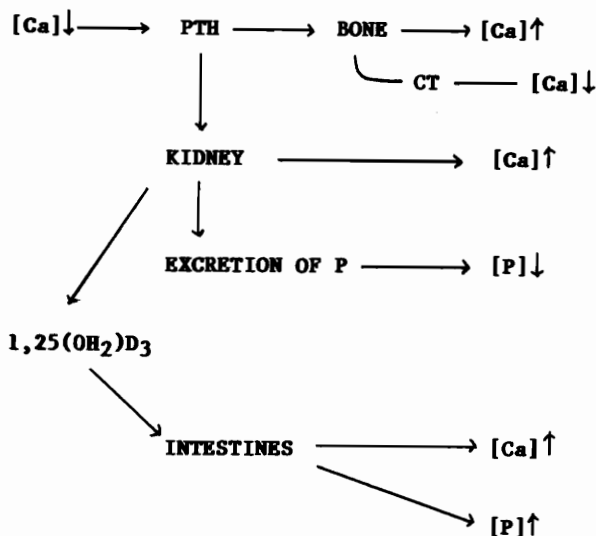 [Ca]↓ → PTH → BONE → [Ca]↑
CT — [Ca]↓
KIDNEY → [Ca]↑
EXCRETION OF P → [P]↓
1,25(OH₂)D₃
INTESTINES → [Ca]↑
[P]↑